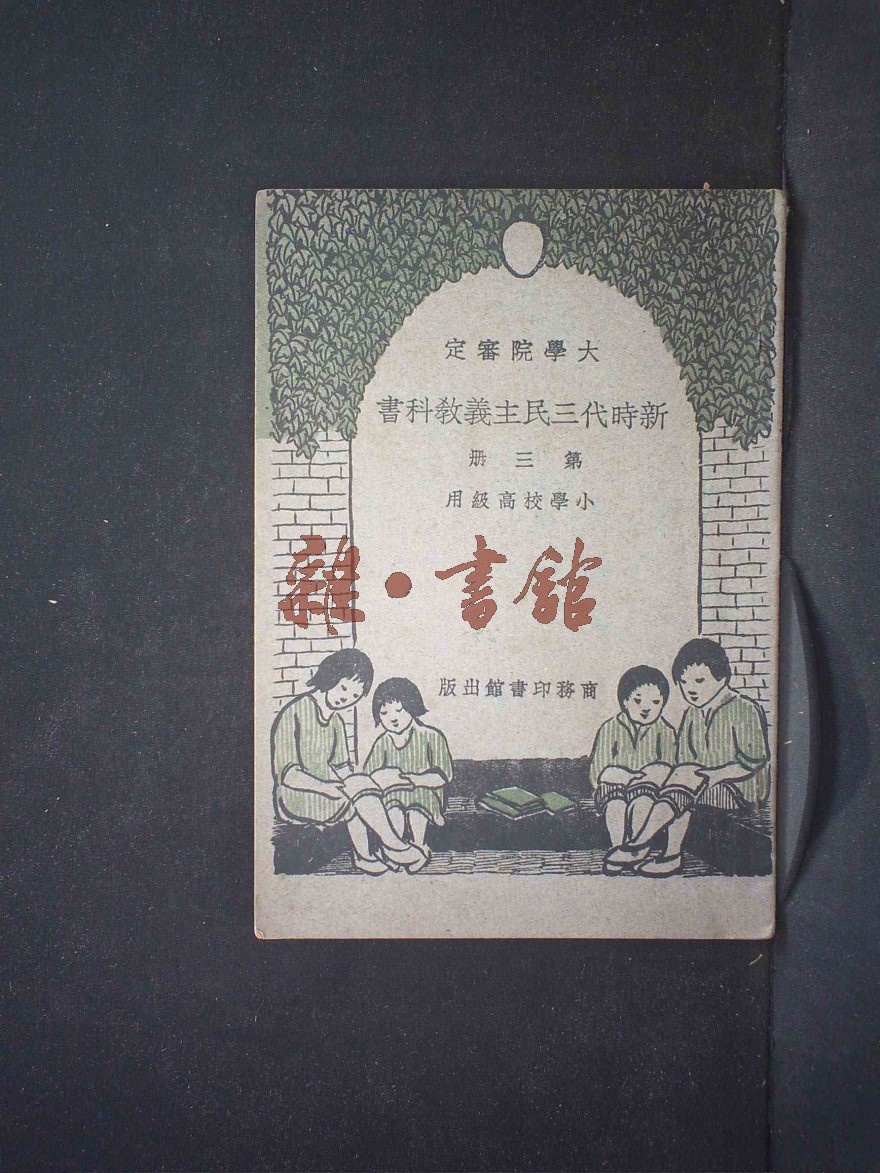 大學院審定
新時代三民主義教科書
第三册
小學校高級用
雜·書館
商務印書館出版